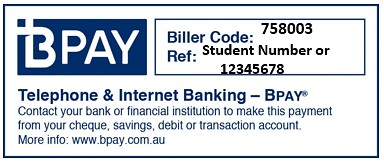 BPAY
Biller Code: 758003
Ref: Student Number or
12345678
Telephone & Internet Banking – BPAY®
Contact your bank or financial institution to make this payment
from your cheque, savings, debit or transaction account.
More info: www.bpay.com.au